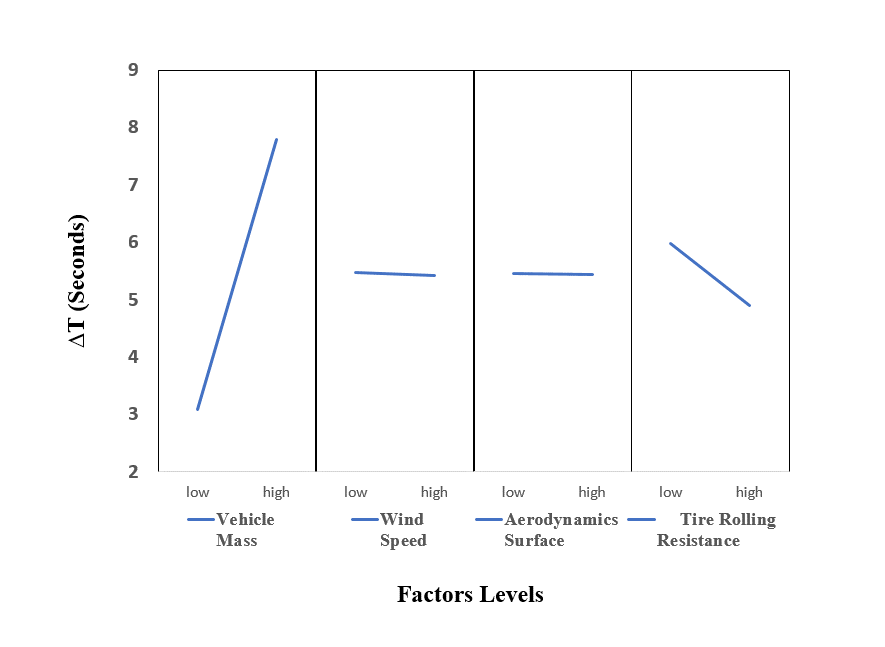 9
8
7
6
5
4
3
2
ΔT (Seconds)
low high low high low high low high
Vehicle Mass
Wind Speed
Aerodynamics Surface
Tire Rolling Resistance
Factors Levels